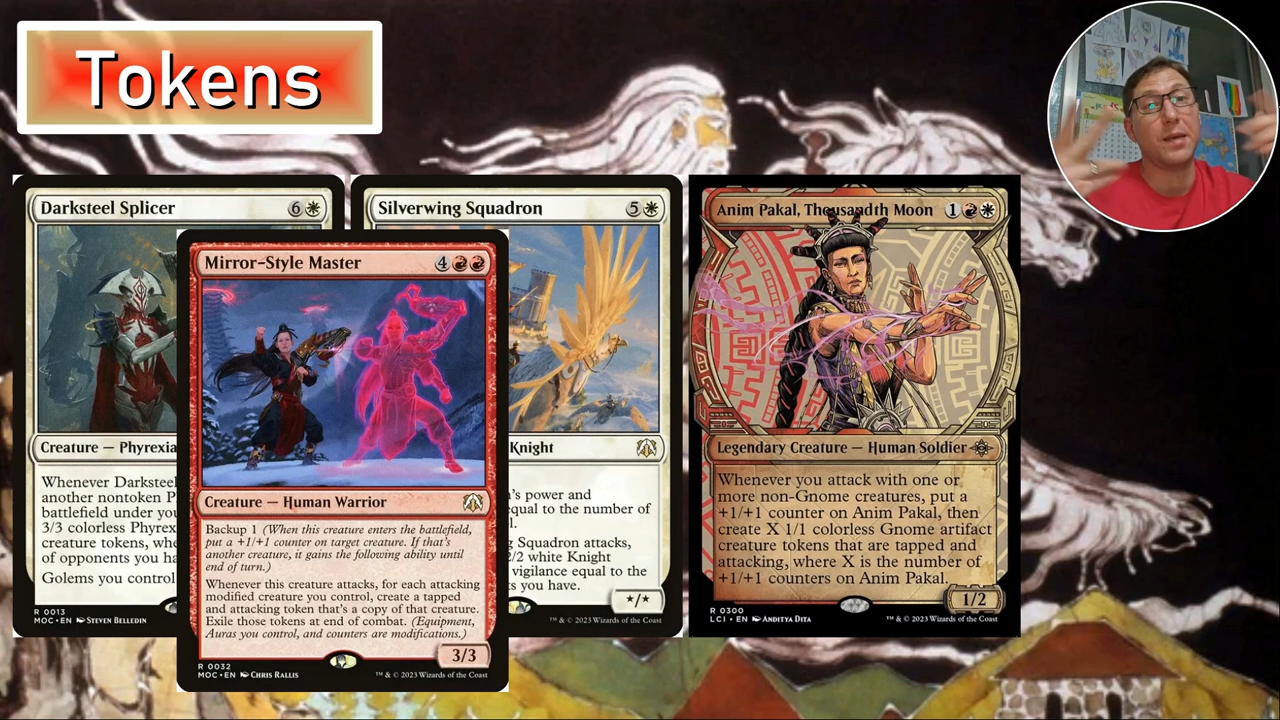 Tokens
Darksteel Splicer 6
Creature — Phyrexia
Whenever Darksteel
another nontoken P
battlefield under you
3/3 colorless Phyrex
creature tokens, whe
of opponents you ha
Golems you control
R 0013
MOC • EN STEVEN BELLEDIN
Mirror-Style Master 4
Creature — Human Warrior
Backup 1 (When this creature enters the battlefield,
put a +1/+1 counter on target creature. If that's
another creature, it gains the following ability until
end of turn.)
Whenever this creature attacks, for each attacking
modified creature you control, create a tapped
and attacking token that's a copy of that creature.
Exile those tokens at end of combat. (Equipment,
Auras you control, and counters are modifications.)
3/3
R 0032
MOC • EN CHRIS RALLIS
™ & © 2023 Wizards of the Coast
Silverwing Squadron 5
Knight
's power and
equal to the number of
l.
g Squadron attacks,
2/2 white Knight
vigilance equal to the
ts you have.
*/*
™ & © 2023 Wizards of the Coast
Anim Pakal, Thousandth Moon 1
Legendary Creature — Human Soldier
Whenever you attack with one or
more non-Gnome creatures, put a
+1/+1 counter on Anim Pakal, then
create X 1/1 colorless Gnome artifact
creature tokens that are tapped and
attacking, where X is the number of
+1/+1 counters on Anim Pakal.
1/2
R 0300
LCI • EN ANDITYA DITA
™ & © 2023 Wizards of the Coast